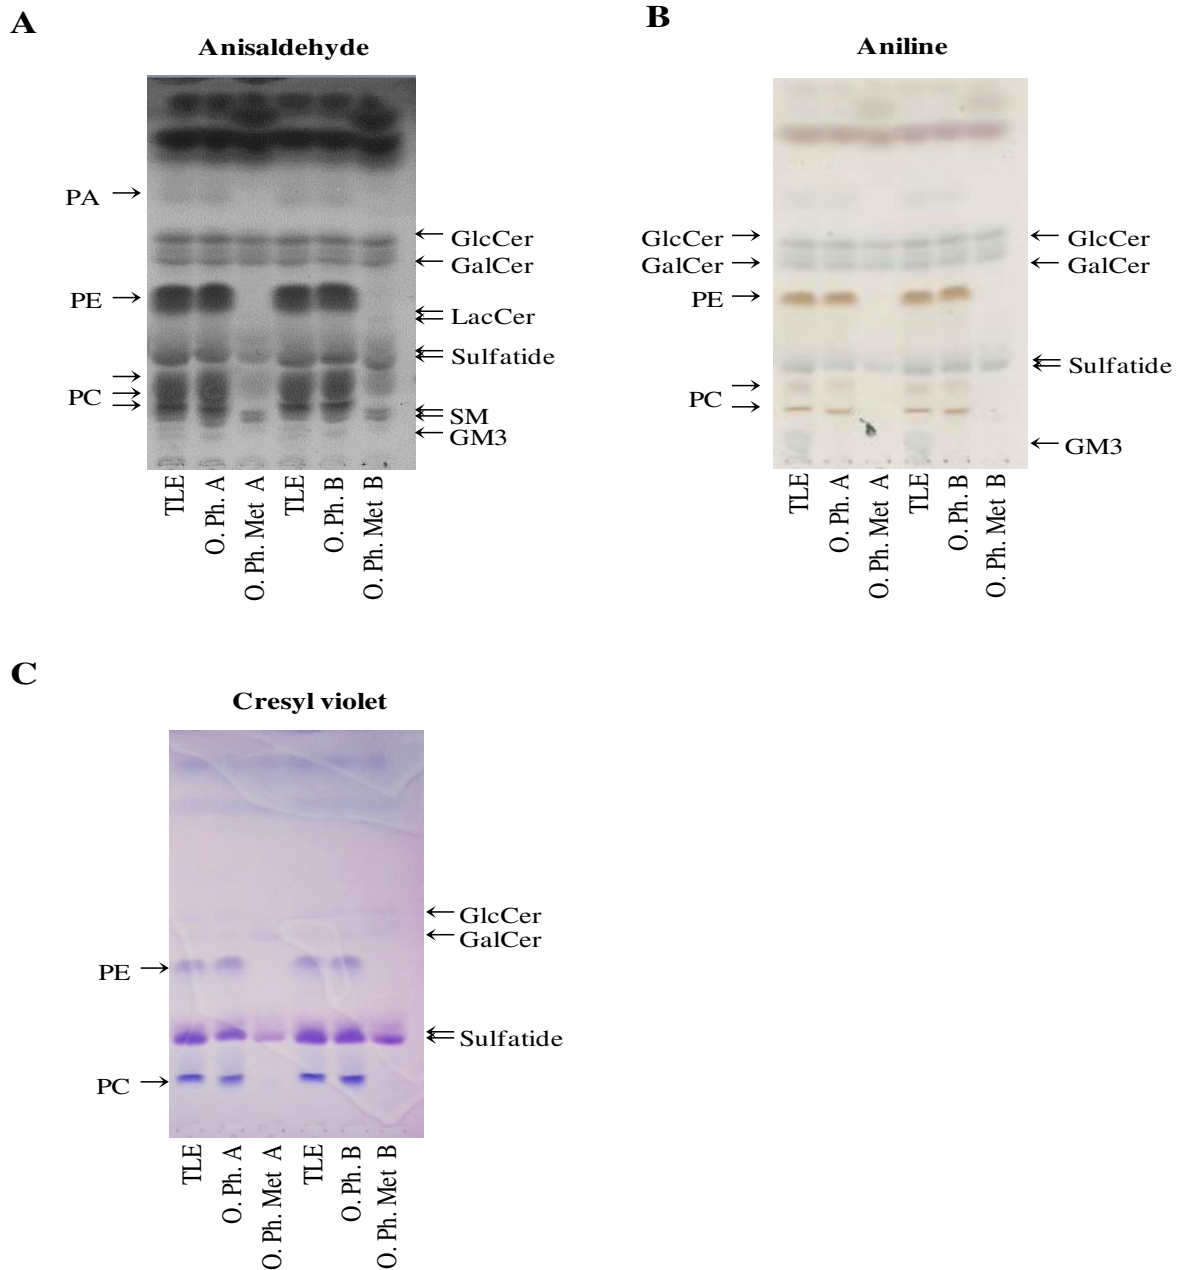 A
Anisaldehyde
PA
PE
PC
GlcCer
GalCer
LacCer
Sulfatide
SM
GM3
TLE
O. Ph. A
O. Ph. Met A
TLE
O. Ph. B
O. Ph. Met B
B
Aniline
GlcCer
GalCer
PE
PC
GlcCer
GalCer
Sulfatide
GM3
TLE
O. Ph. A
O. Ph. Met A
TLE
O. Ph. B
O. Ph. Met B
C
Cresyl violet
PE
PC
GlcCer
GalCer
Sulfatide
TLE
O. Ph. A
O. Ph. Met A
TLE
O. Ph. B
O. Ph. Met B